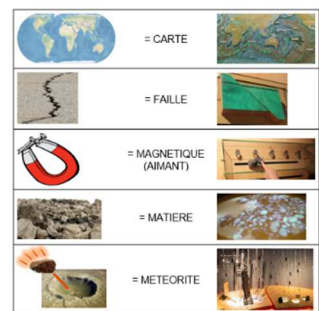 = CARTE
= FAILLE
= MAGNETIQUE
(AIMANT)
= MATIERE
= METEORITE